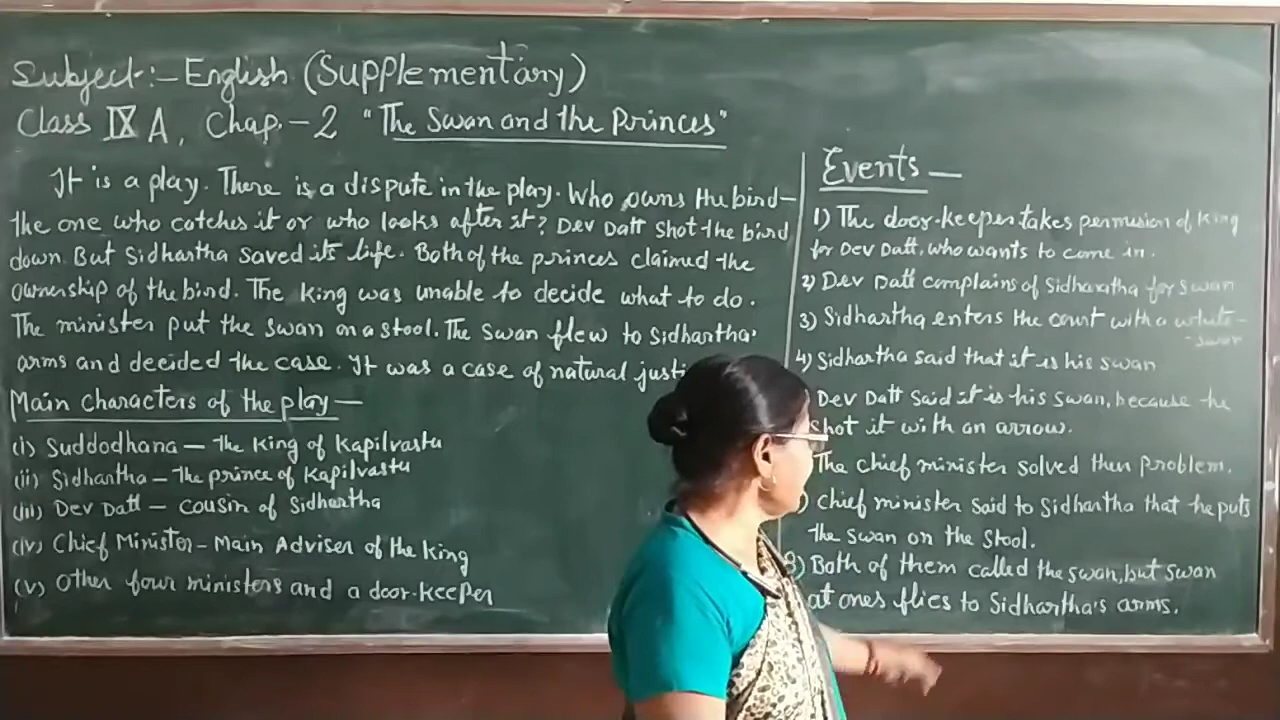 Subject:- English (Supplementary)
Class IX A, Chap.-2 "The Swan and the Princes"
It is a play. There is a dispute in the play. Who owns the bird-
the one who catches it or who looks after it? Dev Datt shot the bird
down. But Sidhartha saved its life. Both of the princes claimed the
ownership of the bird. The King was unable to decide what to do.
The minister put the swan on a stool. The swan flew to Sidhartha'
arms and decided the case. It was a case of natural justi
Main characters of the play—
(i) Suddodhana — the King of Kapilvastu
(ii) Sidhartha — The prince of Kapilvastu
(iii) Dev Datt — cousin of Sidhartha
(iv) Chief Minister — Main Adviser of the King
(v) Other four ministers and a door-keeper
Events —
1) The door-keeper takes permission of King
for Dev Datt, who wants to come in.
2) Dev Datt complains of Sidharatha for swan
3) Sidhartha enters the court with a white-
-swan
4) Sidhartha said that it is his swan
Dev Datt said it is his swan, because the
shot it with an arrow.
The chief minister solved then problem.
) Chief minister said to Sidhartha that he puts
the swan on the stool.
8) Both of them called the swan, but swan
at ones flies to Sidhartha's arms.